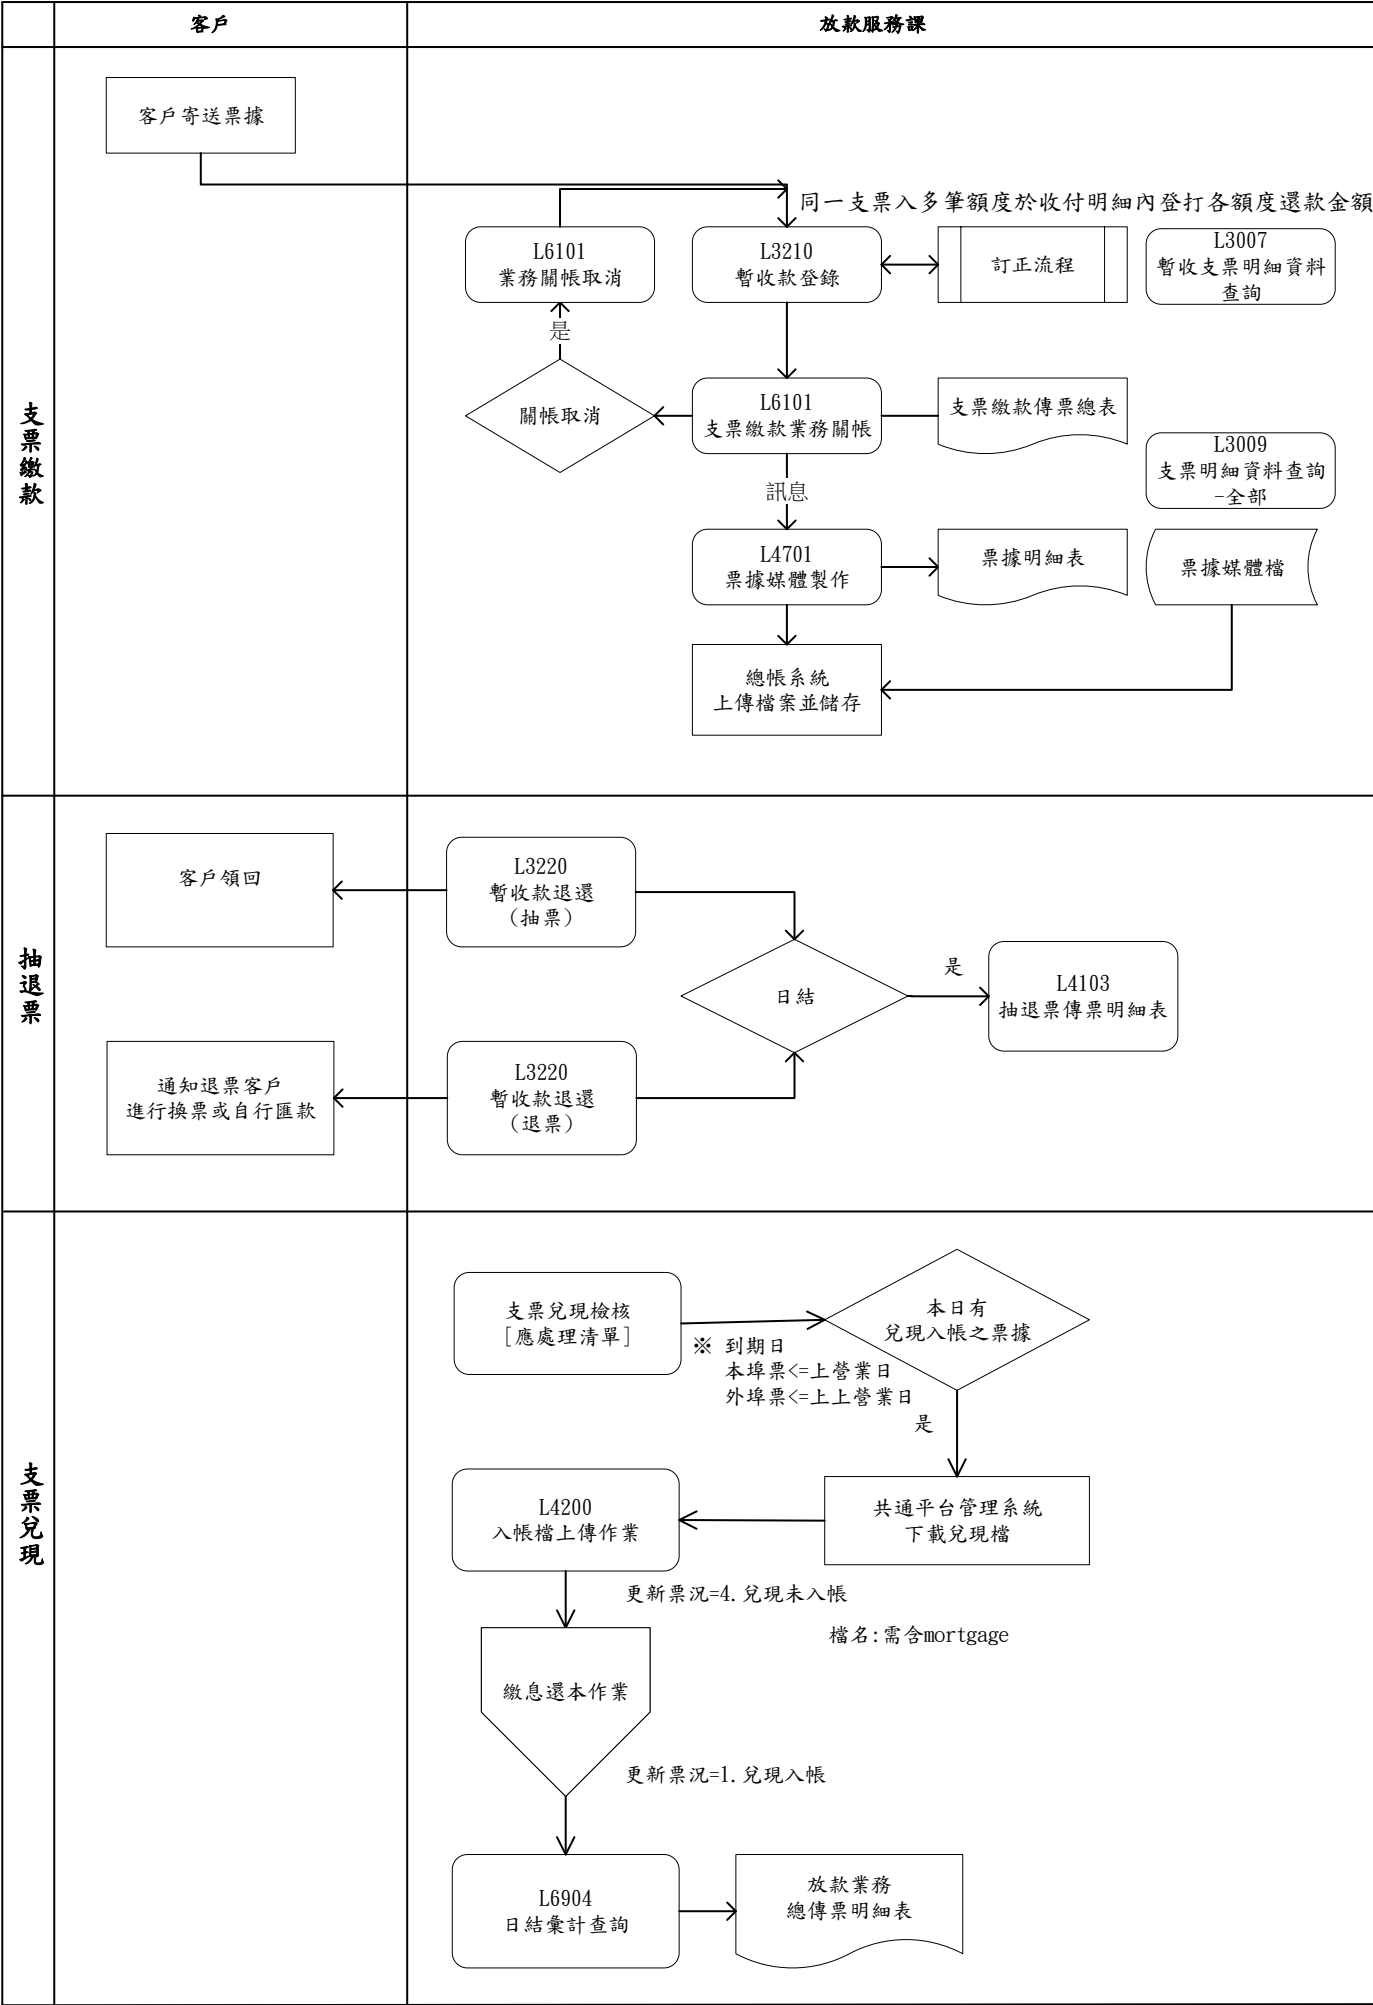 客戶
放款服務課
支票繳款
客戶寄送票據
同一支票入多筆額度於收付明細內登打各額度還款金額
L6101
業務關帳取消
L3210
暫收款登錄
訂正流程
L3007
暫收支票明細資料
查詢
是
關帳取消
L6101
支票繳款業務關帳
支票繳款傳票總表
L3009
支票明細資料查詢
-全部
訊息
L4701
票據媒體製作
票據明細表
票據媒體檔
總帳系統
上傳檔案並儲存
抽退票
客戶領回
L3220
暫收款退還
(抽票)
日結
是
L4103
抽退票傳票明細表
通知退票客戶
進行換票或自行匯款
L3220
暫收款退還
(退票)
支票兌現
支票兌現檢核
[應處理清單]
本日有
兌現入帳之票據
※ 到期日
本埠票<=上營業日
外埠票<=上上營業日
是
L4200
入帳檔上傳作業
共通平台管理系統
下載兌現檔
更新票況=4.兌現未入帳
檔名:需含mortgage
繳息還本作業
更新票況=1.兌現入帳
L6904
日結彙計查詢
放款業務
總傳票明細表